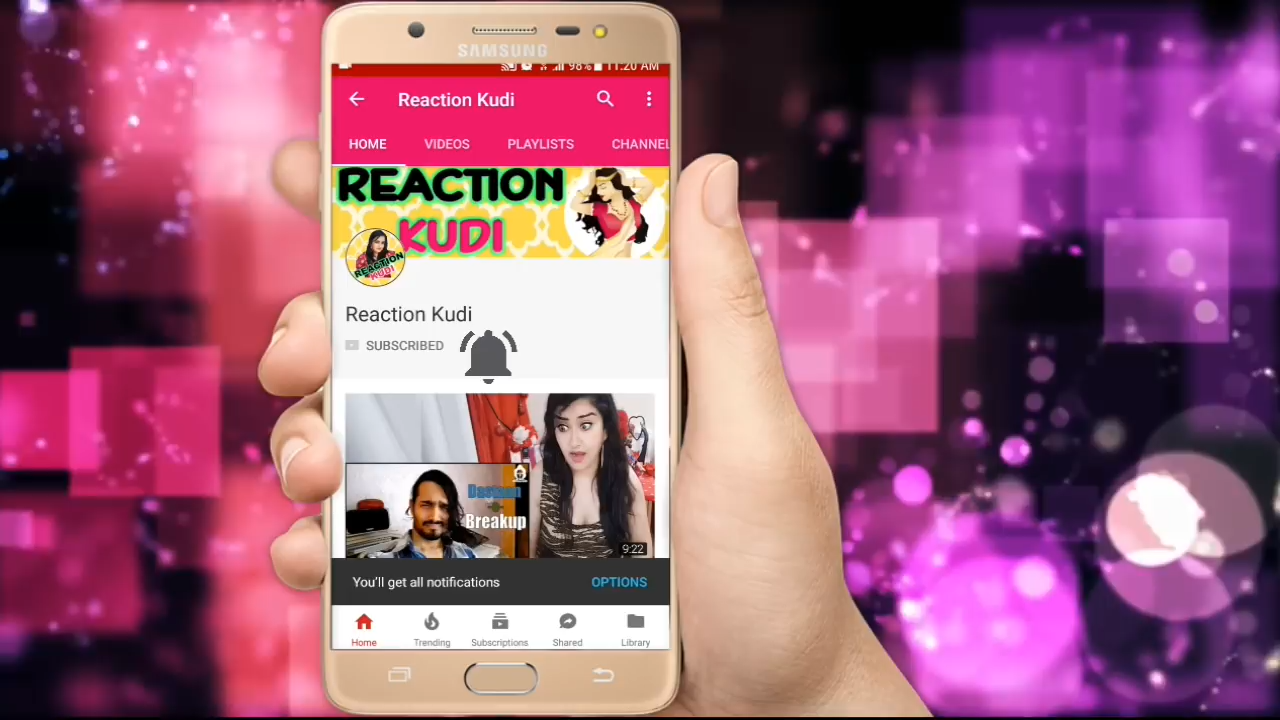 SAMSUNG
98% 11:20 AM
Reaction Kudi
HOME VIDEOS PLAYLISTS CHANNEL
REACTION
KUDI
REACTION
KUDI
Reaction Kudi
SUBSCRIBED
Breakup
9:22
You'll get all notifications OPTIONS
Home Trending Subscriptions Shared Library